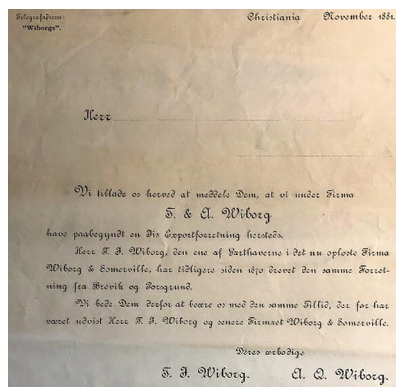 Telegrafadresse:
"Wiborgs".
Christiania November 1881.
Herr
Vi tillade os herved at meddele Dem, at vi under Firma
T. & A. Wiborg
have paabegyndt en Jis Exportforretning hersteds.
Herr T. J. Wiborg, den ene af Garthaverne i det nu opløste Firma
Wiborg & Somerville, har tidligere siden 1870 drevet den samme Forret-
ning fra Brevik og Porsgrund.
Vi bede Dem derfor at beære os med den samme Tillid, der før har
været udvist Herr T. J. Wiborg og senere Firmaet Wiborg & Somerville.
Deres ærbødige
T. J. Wiborg. A. O. Wiborg.